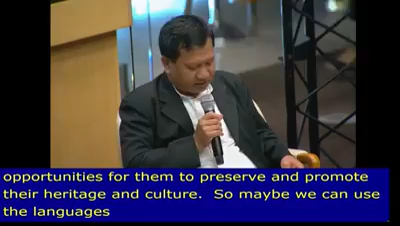 opportunities for them to preserve and promote
their heritage and culture.  So maybe we can use
the languages